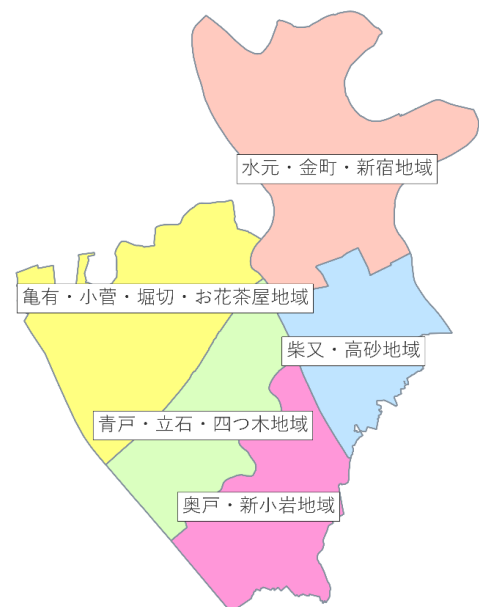 水元・金町・新宿地域
亀有・小菅・堀切・お花茶屋地域
柴又・高砂地域
青戸・立石・四つ木地域
奥戸・新小岩地域